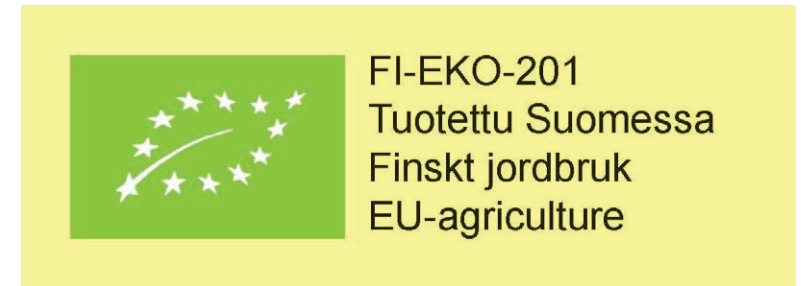 FI-EKO-201
Tuotettu Suomessa
Finskt jordbruk
EU-agriculture